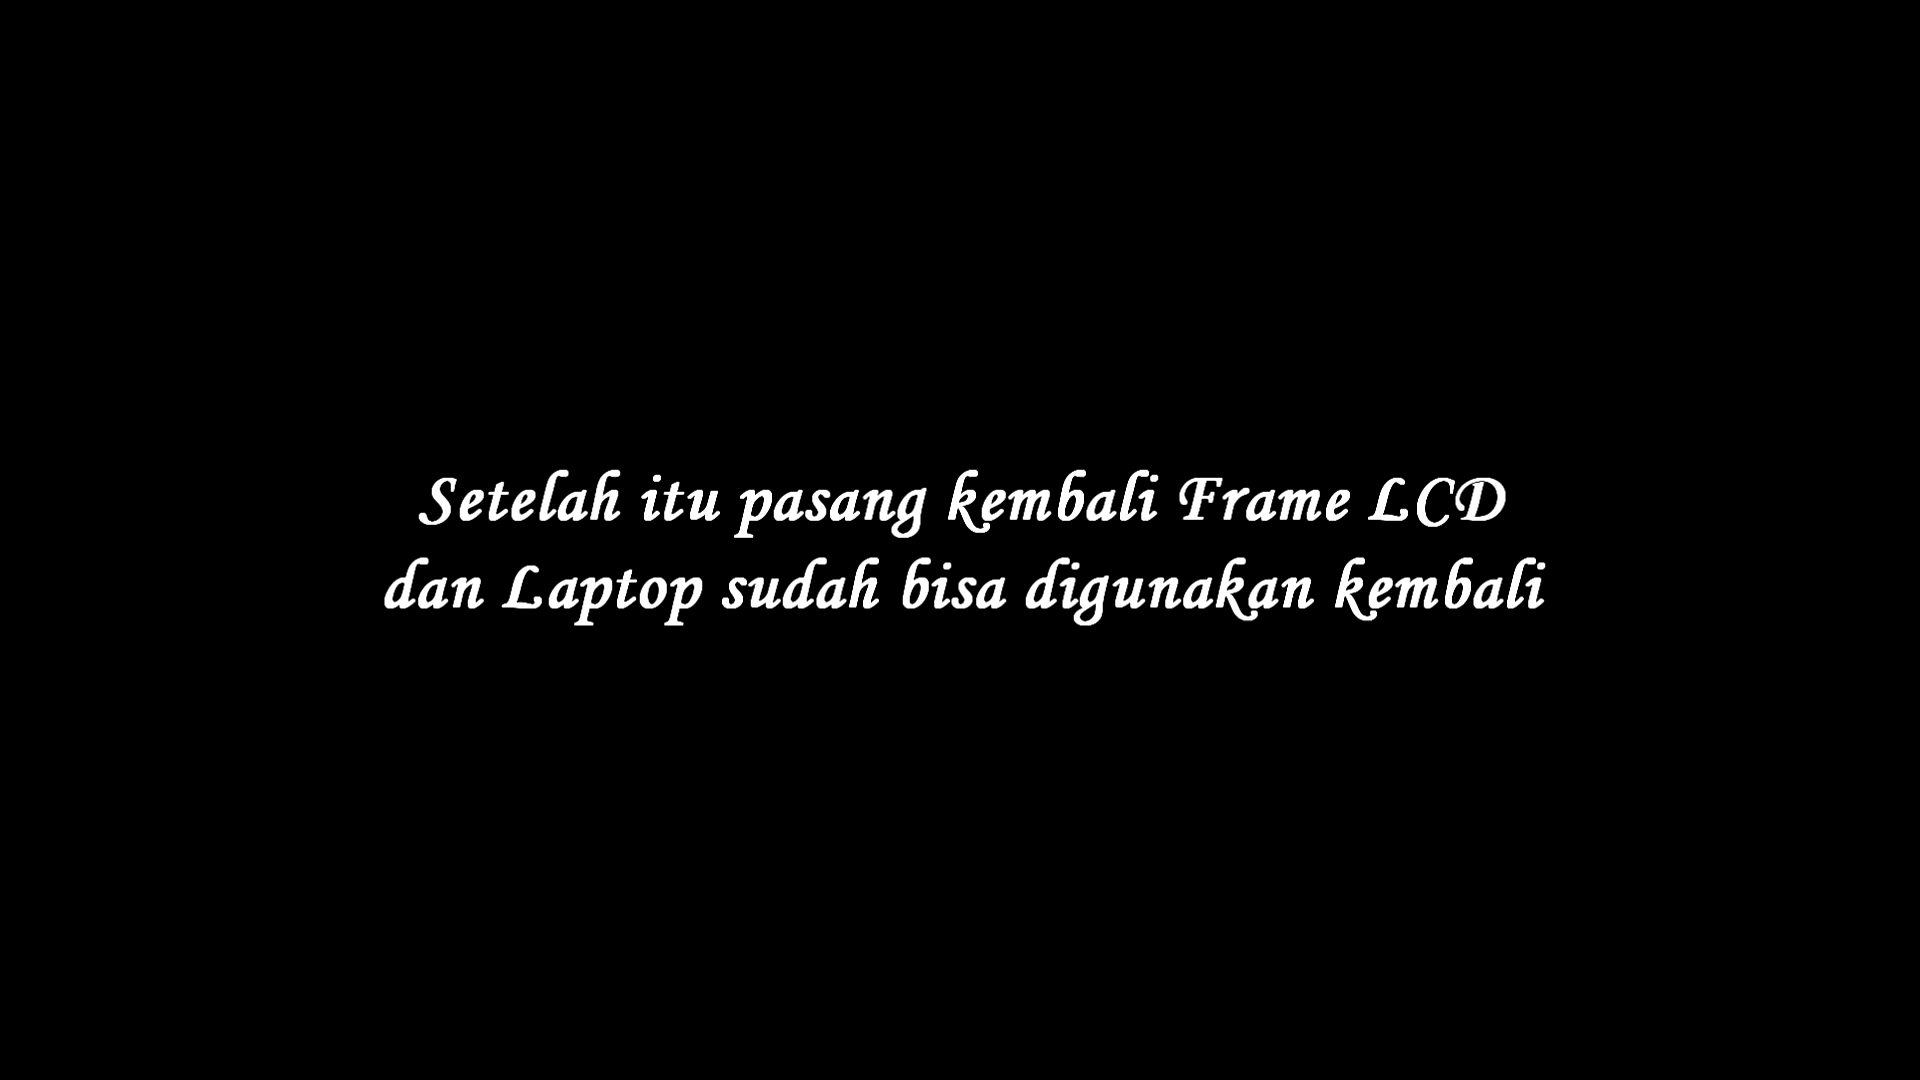 Setelah itu pasang kembali Frame LCD
dan Laptop sudah bisa digunakan kembali